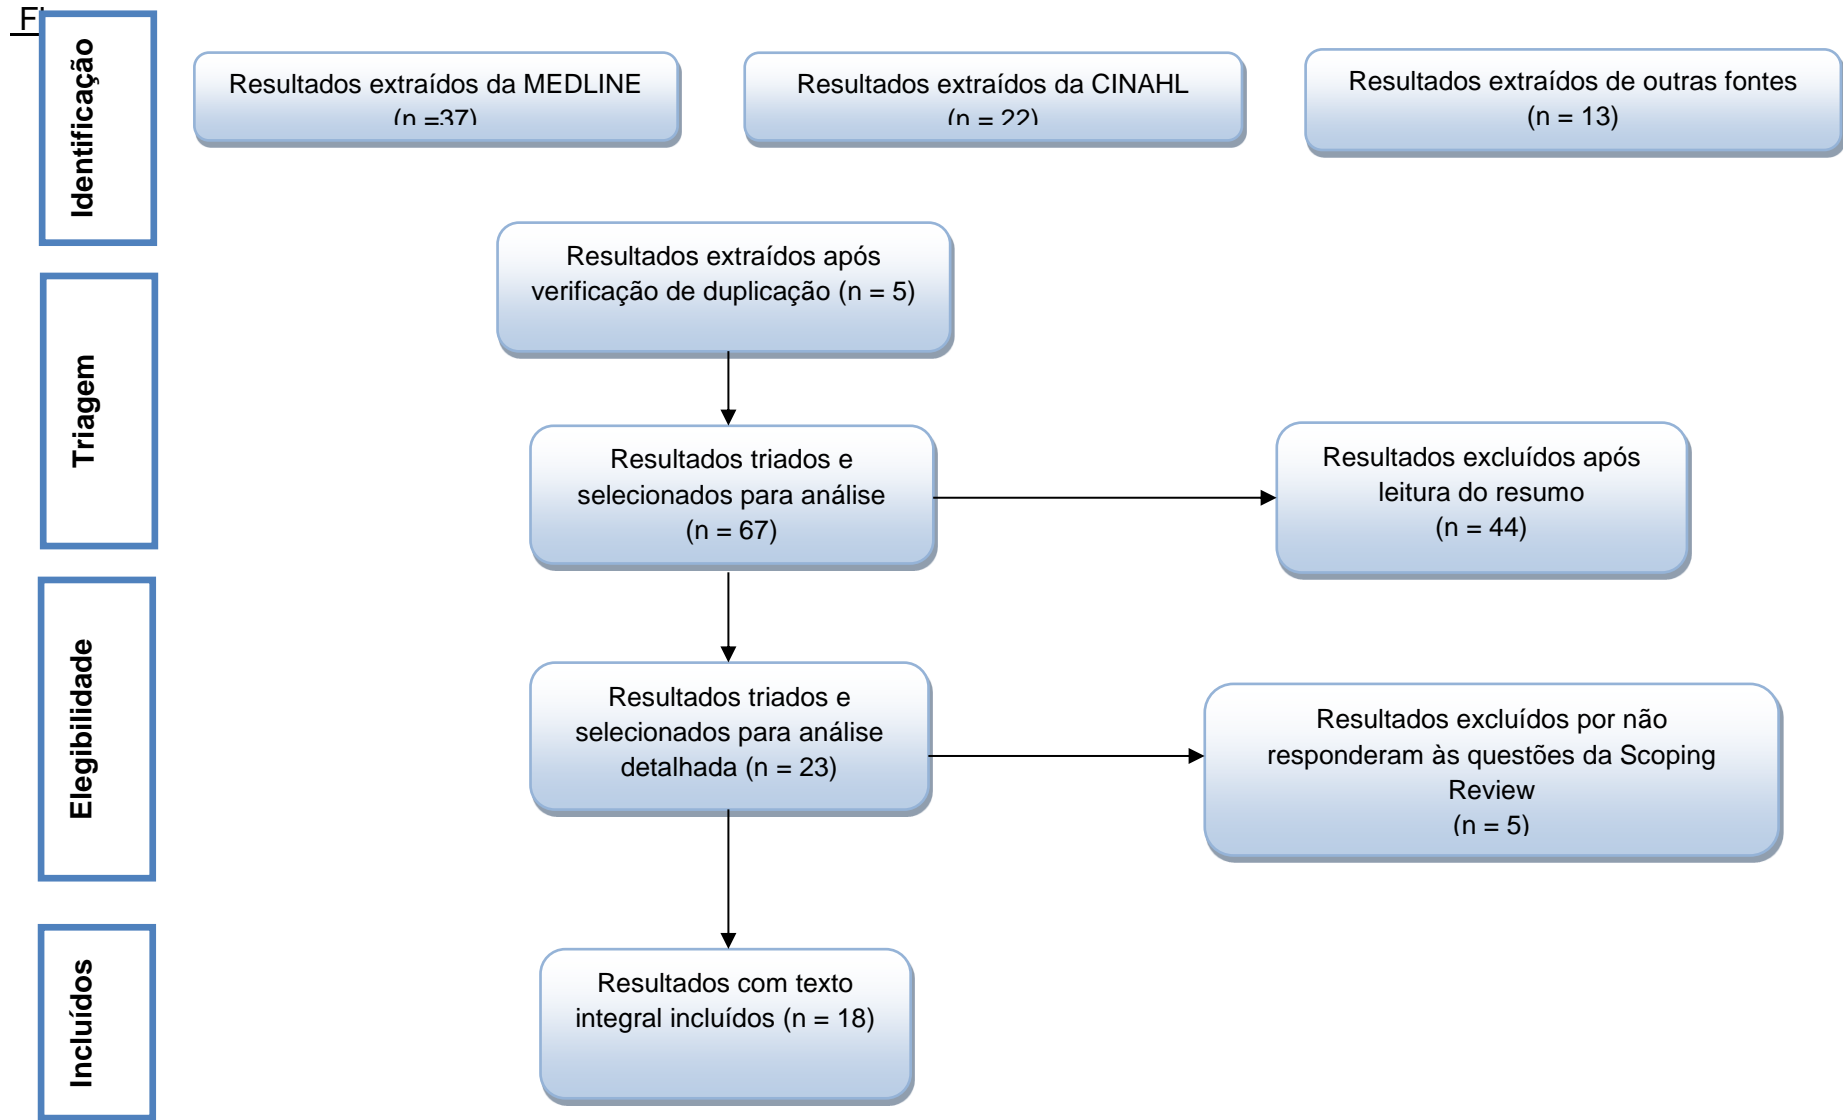 Fl
Identificação
Resultados extraídos da MEDLINE
(n =37)
Resultados extraídos da CINAHL
(n = 22)
Resultados extraídos de outras fontes
(n = 13)
Resultados extraídos após
verificação de duplicação (n = 5)
Triagem
Resultados triados e
selecionados para análise
(n = 67)
Resultados excluídos após
leitura do resumo
(n = 44)
Elegibilidade
Resultados triados e
selecionados para análise
detalhada (n = 23)
Resultados excluídos por não
responderam às questões da Scoping
Review
(n = 5)
Incluídos
Resultados com texto
integral incluídos (n = 18)